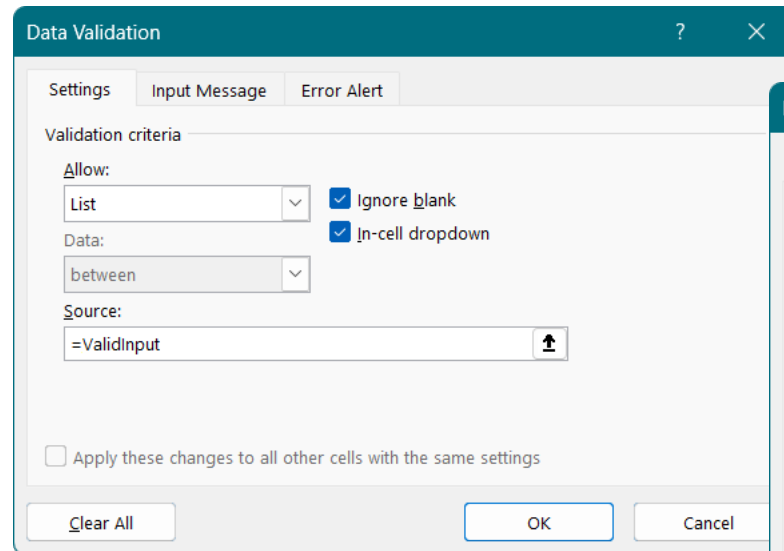 Data Validation ?
Settings Input Message Error Alert
Validation criteria
Allow:
List
Ignore blank
In-cell dropdown
Data:
between
Source:
=ValidInput
Apply these changes to all other cells with the same settings
Clear All OK Cancel